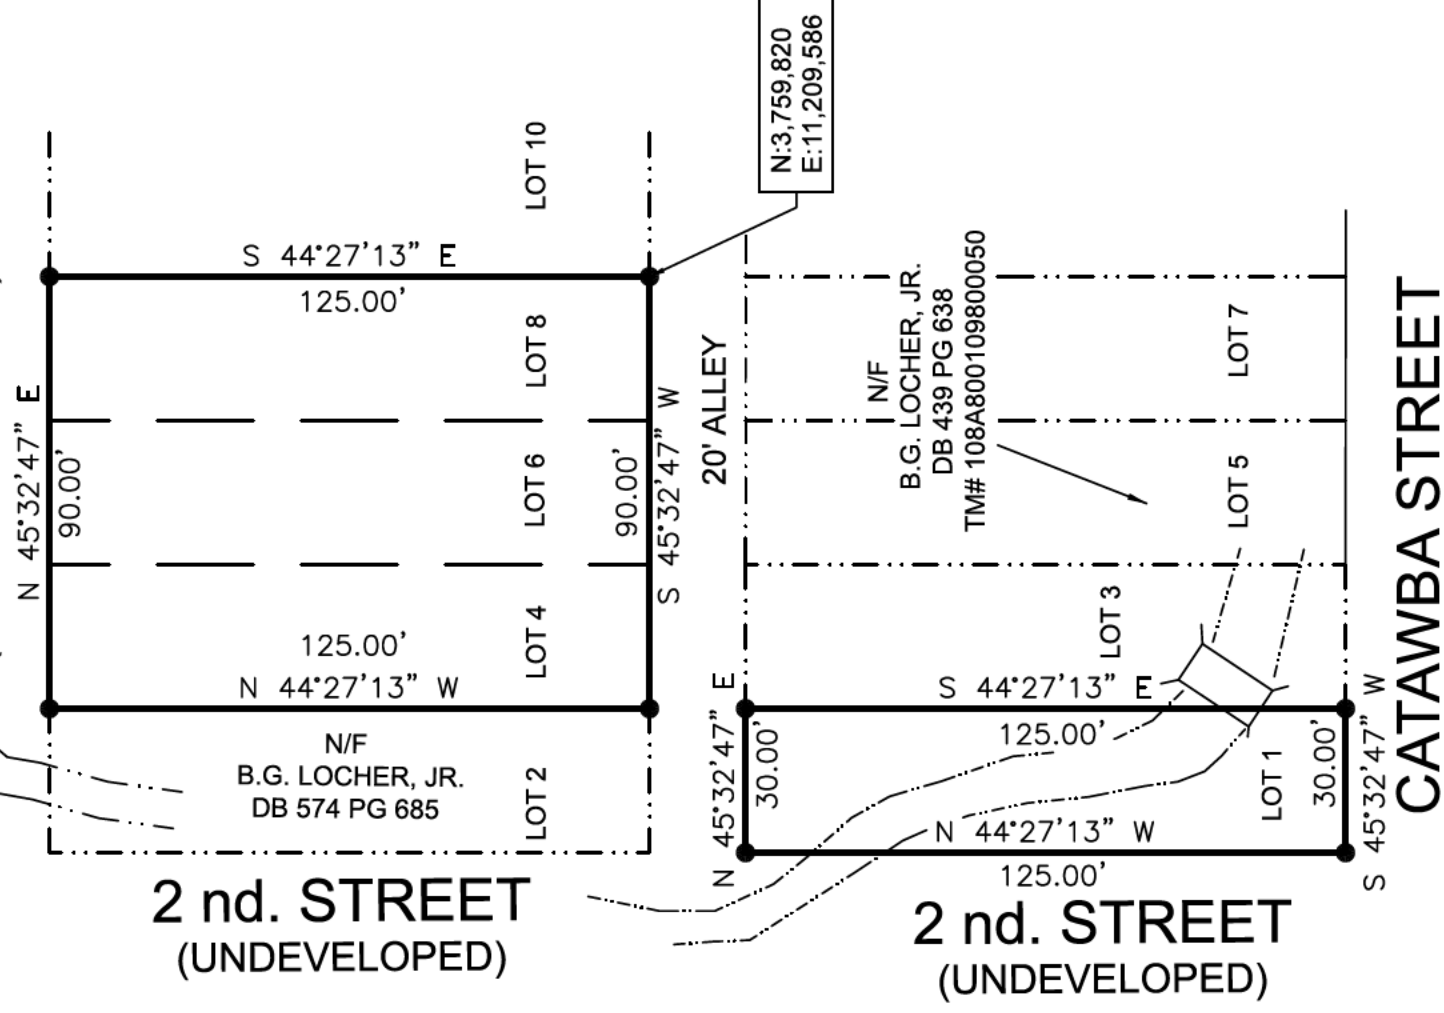 N:3,759,820
E:11,209,586
LOT 10
S 44°27'13" E
125.00'
LOT 8
N 45°32'47" E
90.00'
LOT 6
90.00'
S 45°32'47" W
125.00'
N 44°27'13" W
LOT 4
N/F
B.G. LOCHER, JR.
DB 574 PG 685
LOT 2
2 nd. STREET
(UNDEVELOPED)
20' ALLEY
N/F
B.G. LOCHER, JR.
DB 439 PG 638
TM# 108A800109800050
LOT 7
LOT 5
LOT 3
S 44°27'13" E
125.00'
N 45°32'47" E
30.00'
LOT 1
30.00'
S 45°32'47" W
N 44°27'13" W
125.00'
2 nd. STREET
(UNDEVELOPED)
CATAWBA STREET